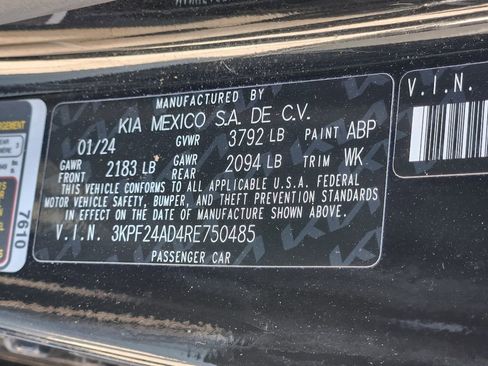 MANUFACTURED BY
KIA MEXICO S.A. DE C.V.
01/24 GVWR 3792 LB PAINT ABP
GAWR FRONT 2183 LB GAWR REAR 2094 LB TRIM WK
THIS VEHICLE CONFORMS TO ALL APPLICABLE U.S.A. FEDERAL
MOTOR VEHICLE SAFETY, BUMPER, AND THEFT PREVENTION STANDARDS
IN EFFECT ON THE DATE OF MANUFACTURE SHOWN ABOVE.
V.I.N. 3KPF24AD4RE750485
PASSENGER CAR
V.I.N.
7610